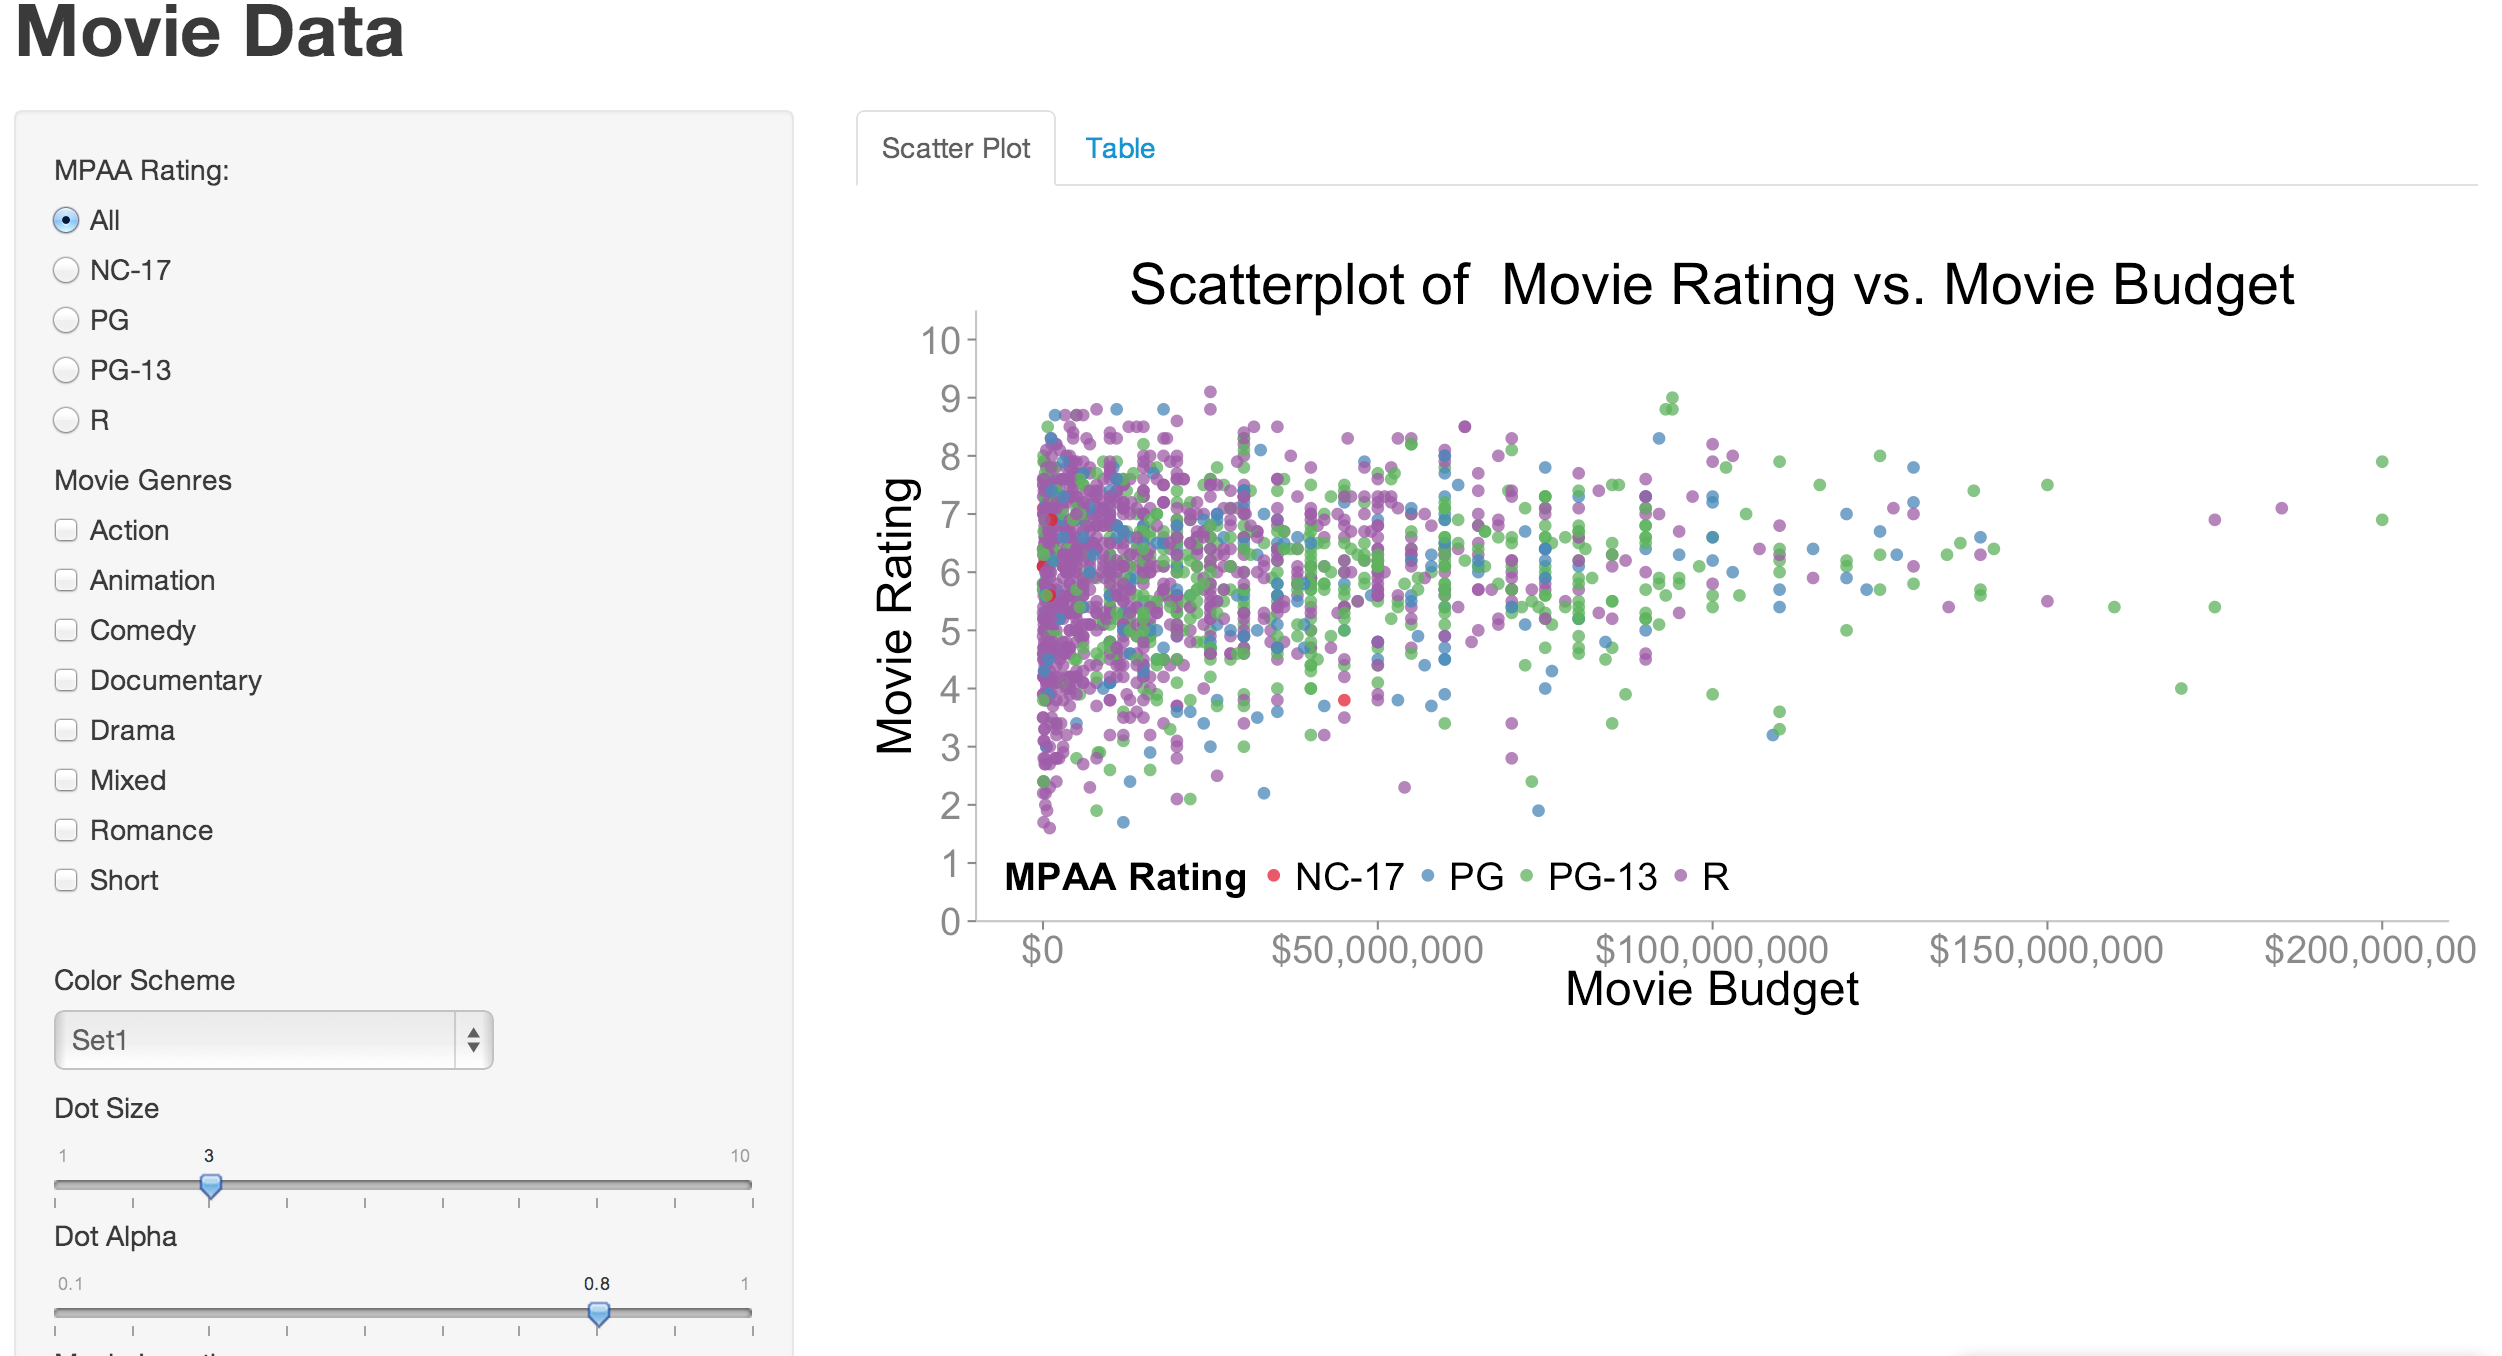 Movie Data
MPAA Rating:
All
NC-17
PG
PG-13
R
Movie Genres
Action
Animation
Comedy
Documentary
Drama
Mixed
Romance
Short
Color Scheme
Set1
Dot Size
1 3 10
Dot Alpha
0.1 0.8 1
Scatter Plot Table
Scatterplot of Movie Rating vs. Movie Budget
Movie Rating
10
9
8
7
6
5
4
3
2
1
0
MPAA Rating NC-17 PG PG-13 R
$0 $50,000,000 $100,000,000 $150,000,000 $200,000,00
Movie Budget